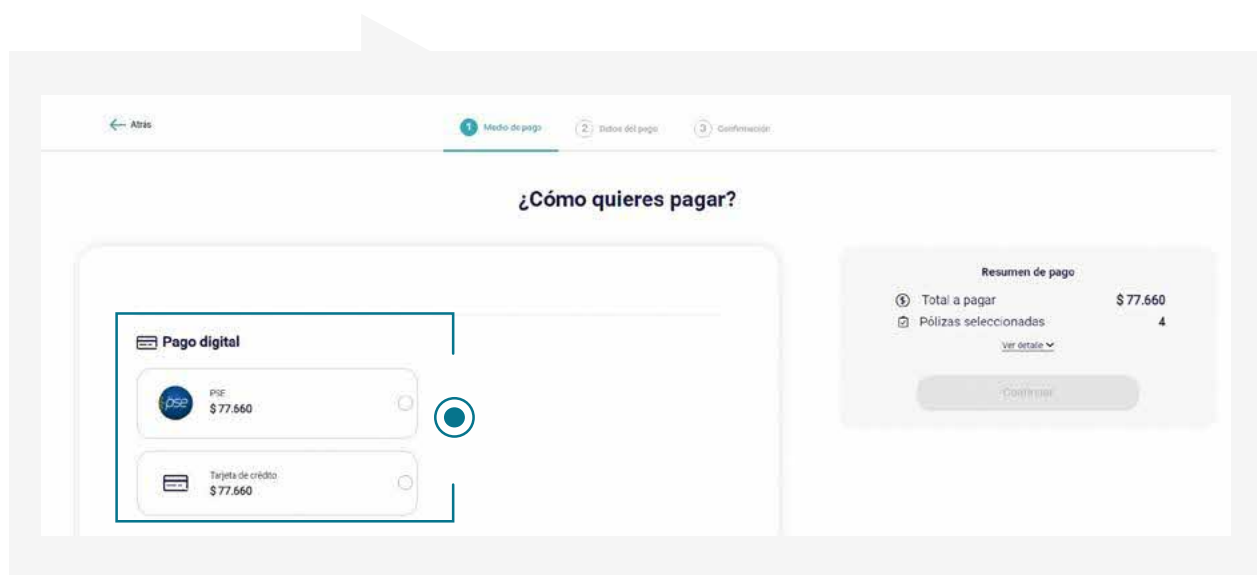 Atrás
1 Medio de pago 2 Datos del pago 3 Confirmación
¿Cómo quieres pagar?
Resumen de pago
Total a pagar $ 77.660
Pólizas seleccionadas 4
Ver detalle
Pago digital
pse PSE
$ 77.660
Tarjeta de crédito
$ 77.660